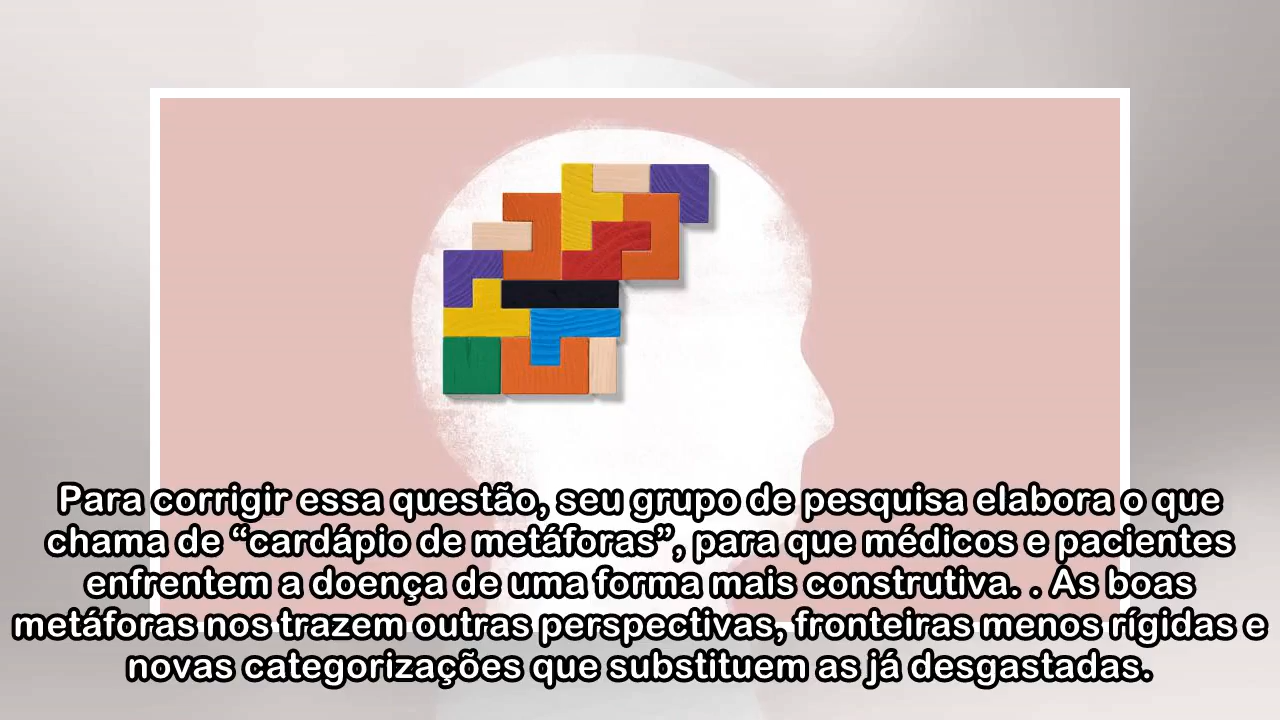 Para corrigir essa questão, seu grupo de pesquisa elabora o que
chama de “cardápio de metáforas”, para que médicos e pacientes
enfrentem a doença de uma forma mais construtiva. . As boas
metáforas nos trazem outras perspectivas, fronteiras menos rígidas e
novas categorizações que substituem as já desgastadas.